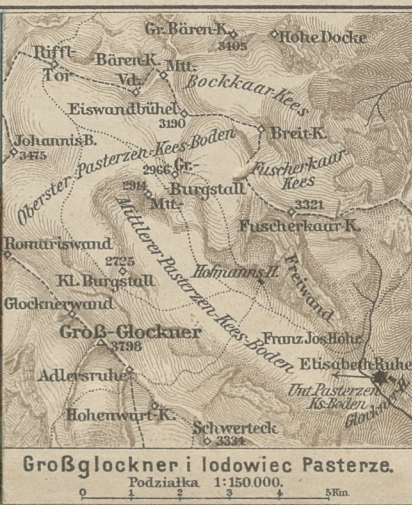 Gr. Bären-K.
3405
Hohe Docke
Riffl-
Tor
Bären-K.
Mtt.
Vd.
Bockkaar-Kees
Eiswandbühel
3190
Johannis B.
3475
Oberster Pasterzen-Kees-Boden
Breit-K.
Fuscherkaar
Kees
2966
Gr.
Burgstall
2914
Mtt.
3321
Fuscherkaar K.
Mittlerer Pasterzen-Kees-Boden
Romariswand
2725
Kl. Burgstall
Hofmanns H.
Freiwand
Glocknerwand
Groß-Glockner
3798
Franz Jos. Höhe
Adlersruhe
Elisabeth Ruhe
Unt. Pasterzen
Ks-Boden
Glockner-H.
Hohenwart-K.
Schwerteck
3334
Großglockner i lodowiec Pasterze.
Podziałka 1:150.000.
0 1 2 3 4 5 Km